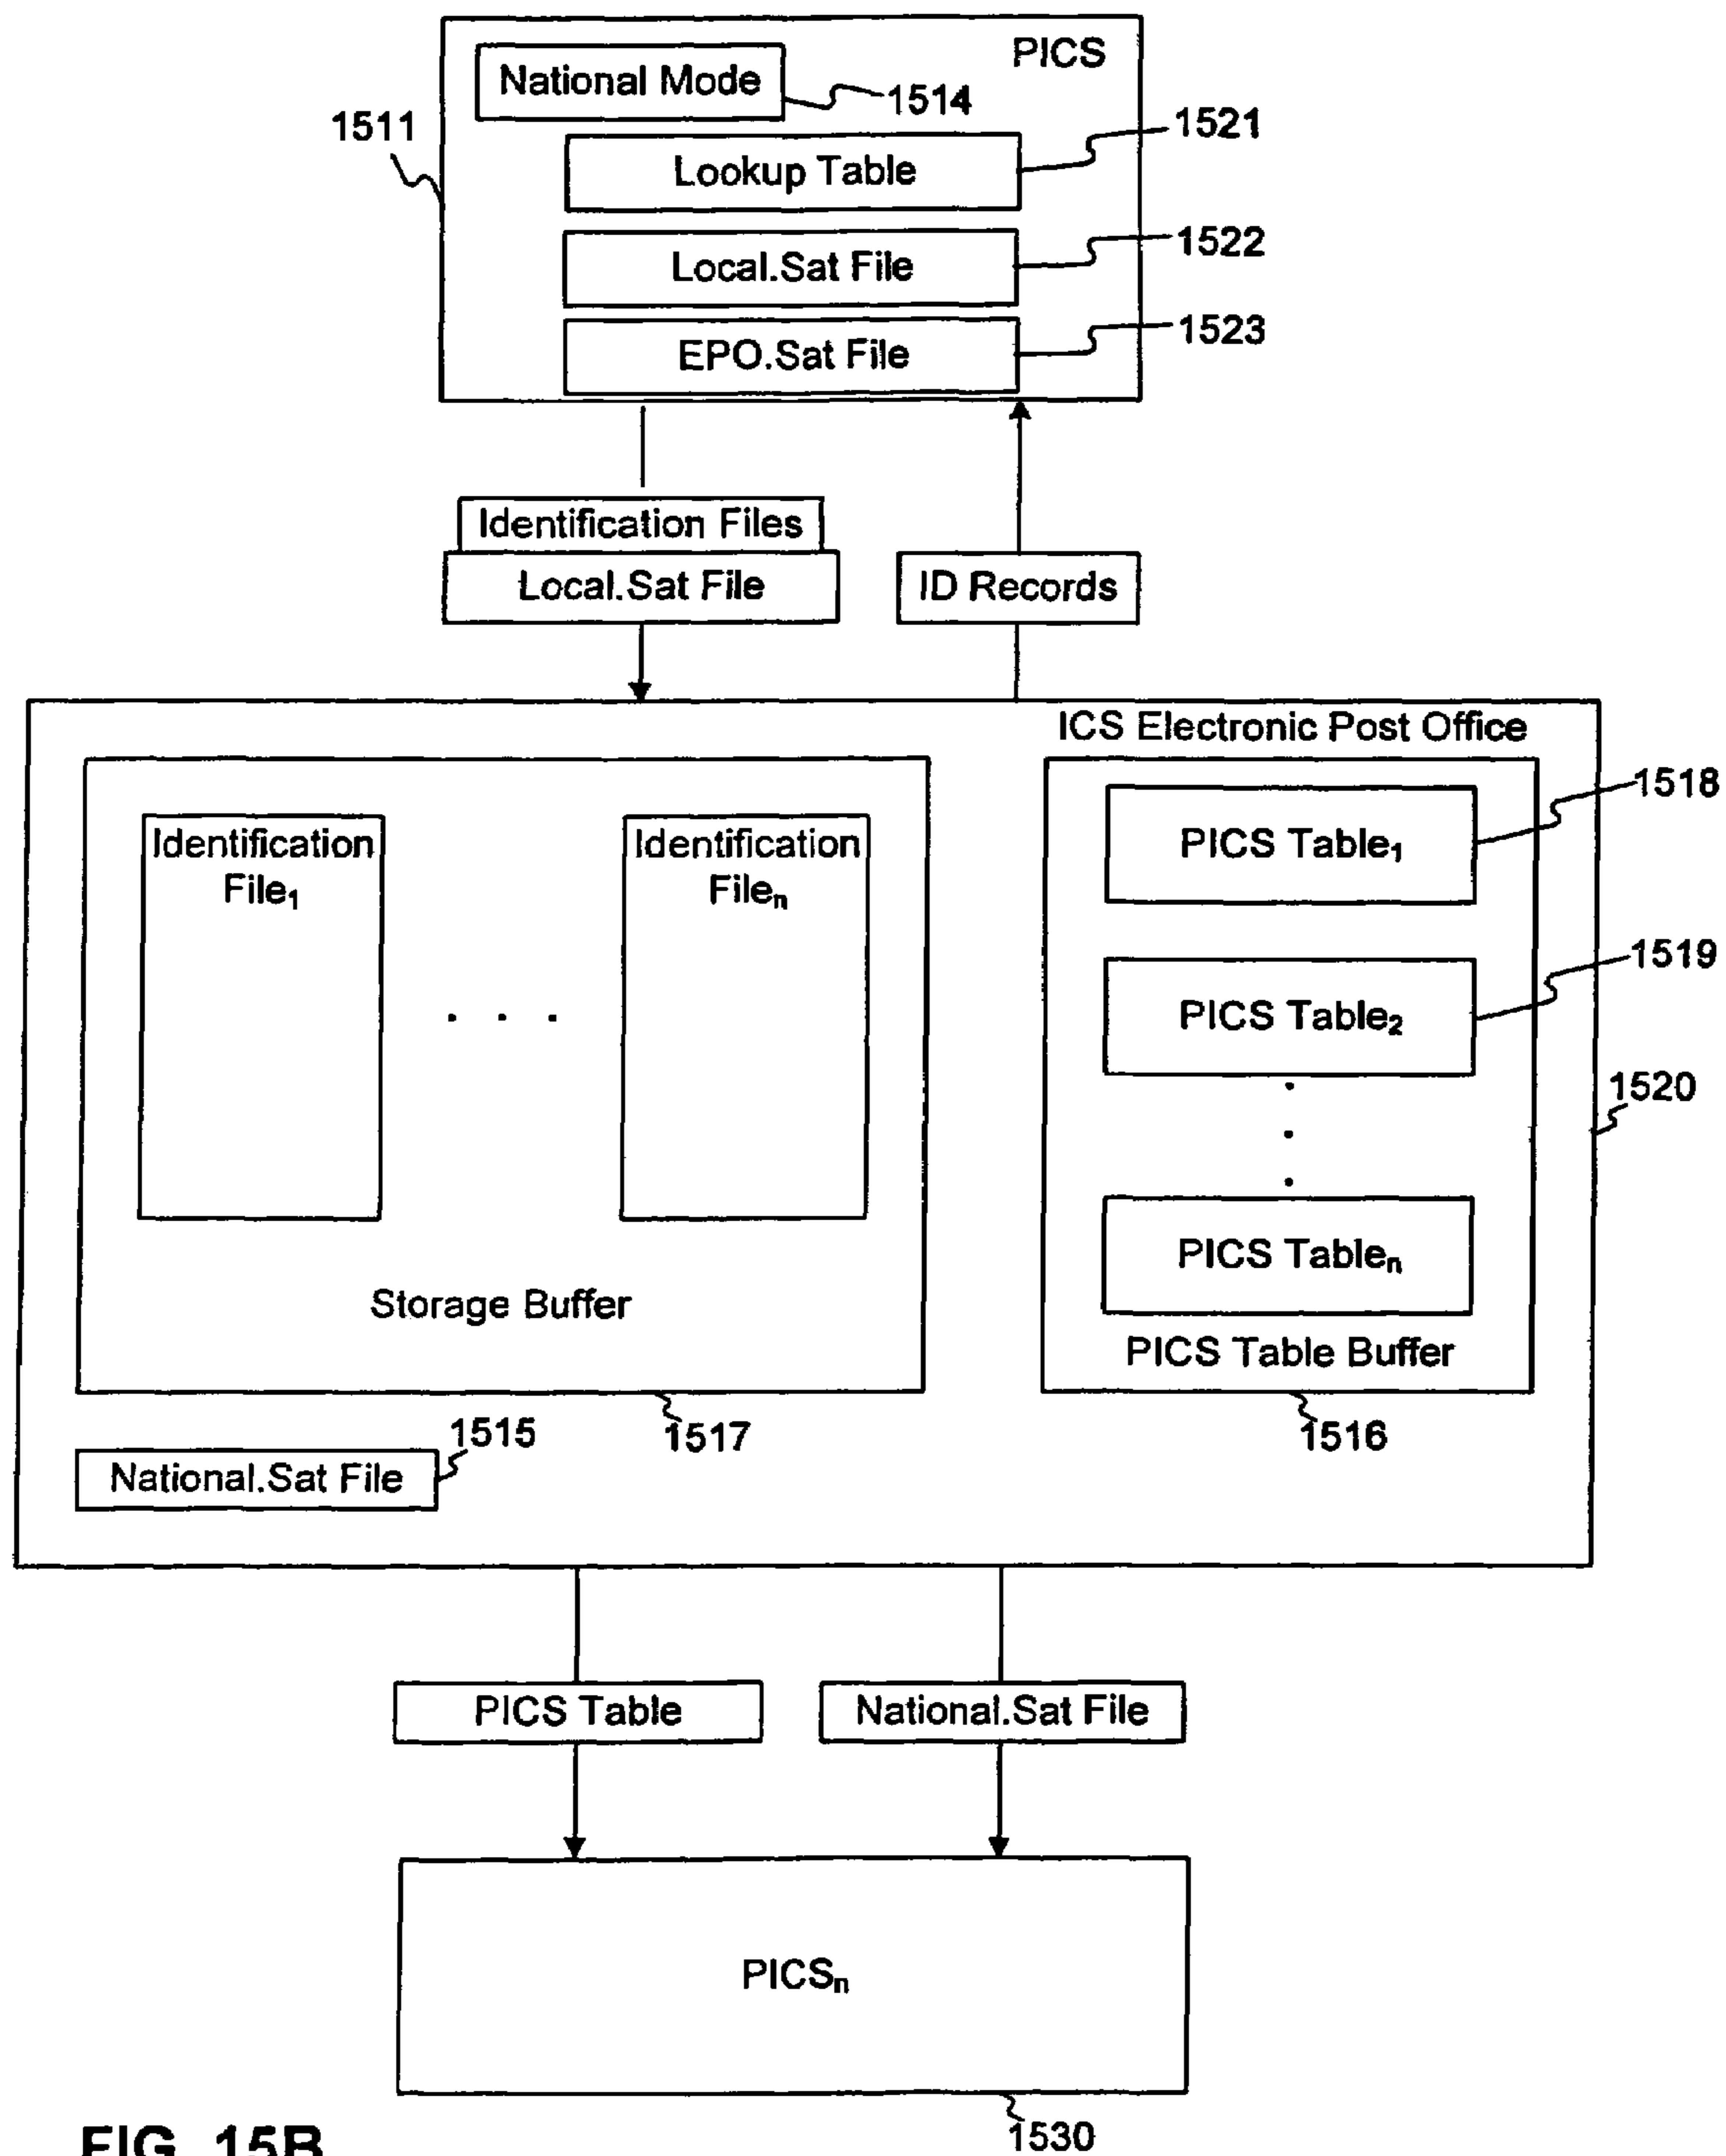 PICS
National Mode
1514
1511
1521
Lookup Table
1522
Local.Sat File
1523
EPO.Sat File
Identification Files
Local.Sat File
ID Records
ICS Electronic Post Office
1518
Identification
File₁
Identification
Fileₙ
PICS Table₁
1519
. . .
PICS Table₂
1520
PICS Tableₙ
Storage Buffer
PICS Table Buffer
1515
1517
1516
National.Sat File
PICS Table
National.Sat File
PICSₙ
1530
FIG. 15B